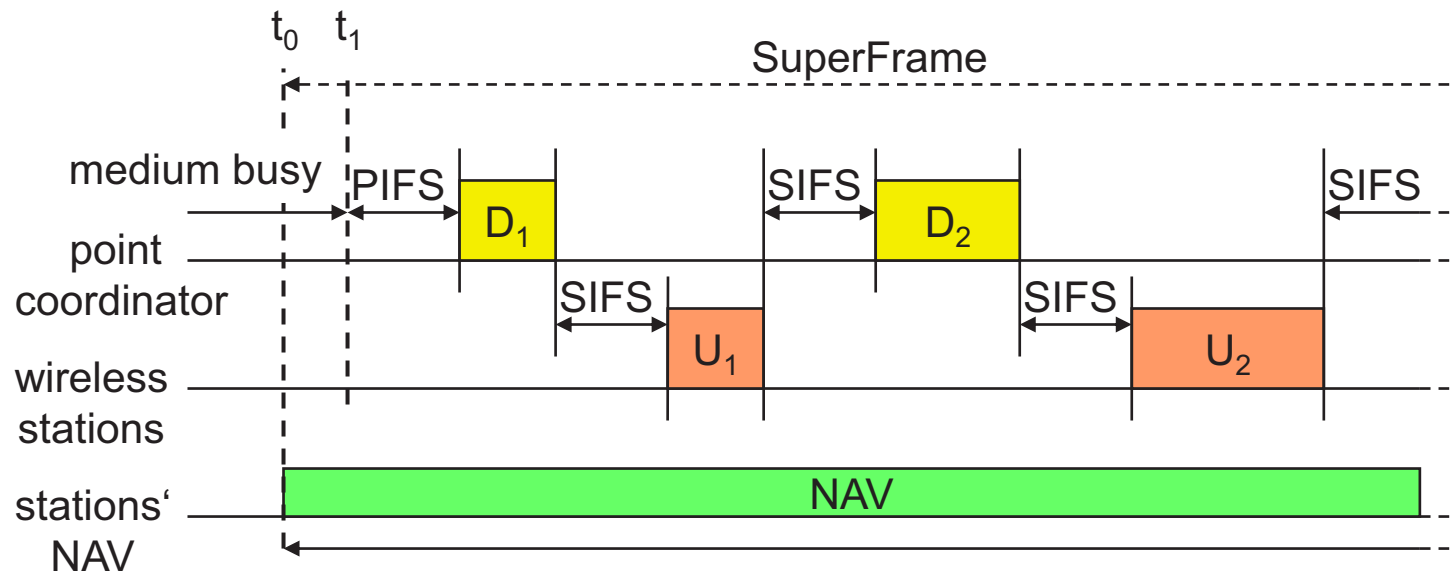 t₀ t₁
SuperFrame
medium busy
PIFS
SIFS
SIFS
D₁
D₂
point
coordinator
SIFS
SIFS
U₁
U₂
wireless
stations
NAV
stations‘
NAV